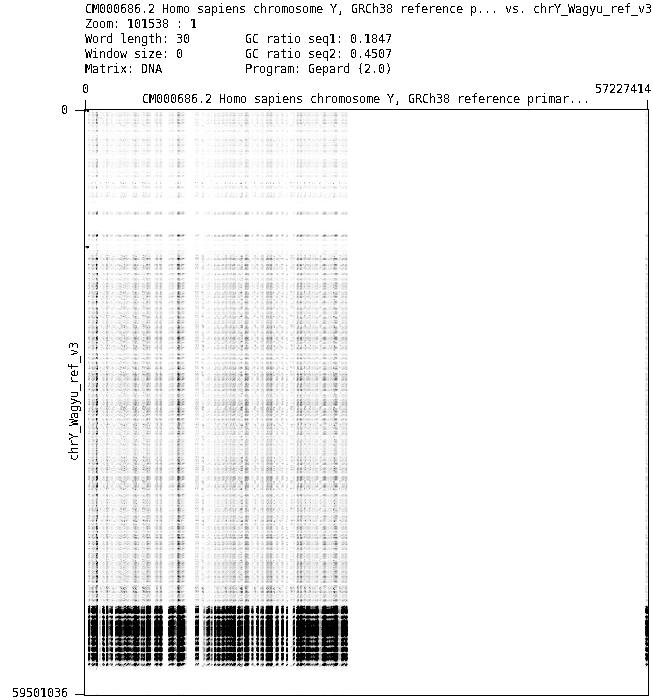 CM000686.2 Homo sapiens chromosome Y, GRCh38 reference p... vs. chrY_Wagyu_ref_v3
Zoom: 101538 : 1
Word length: 30 GC ratio seq1: 0.1847
Window size: 0 GC ratio seq2: 0.4507
Matrix: DNA Program: Gepard (2.0)
0 57227414
CM000686.2 Homo sapiens chromosome Y, GRCh38 reference primar...
0
chrY_Wagyu_ref_v3
59501036